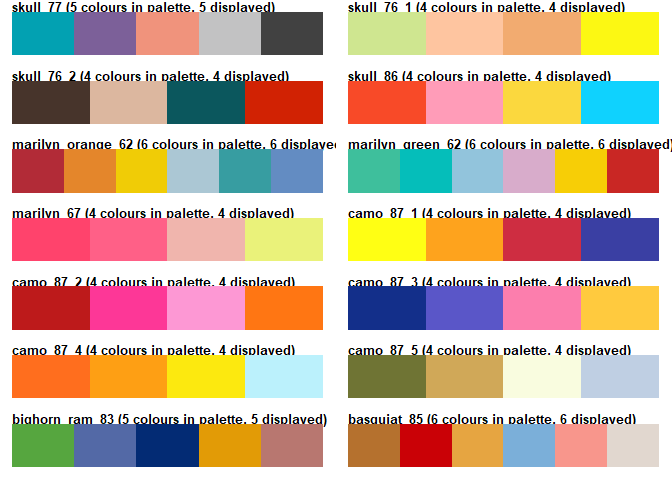 skull_77 (5 colours in palette, 5 displayed)
skull_76_1 (4 colours in palette, 4 displayed)
skull_76_2 (4 colours in palette, 4 displayed)
skull_86 (4 colours in palette, 4 displayed)
marilyn_orange_62 (6 colours in palette, 6 displaye
marilyn_green_62 (6 colours in palette, 6 displayed)
marilyn_67 (4 colours in palette, 4 displayed)
camo_87_1 (4 colours in palette, 4 displayed)
camo_87_2 (4 colours in palette, 4 displayed)
camo_87_3 (4 colours in palette, 4 displayed)
camo_87_4 (4 colours in palette, 4 displayed)
camo_87_5 (4 colours in palette, 4 displayed)
bighorn_ram_83 (5 colours in palette, 5 displayed)
basquiat_85 (6 colours in palette, 6 displayed)